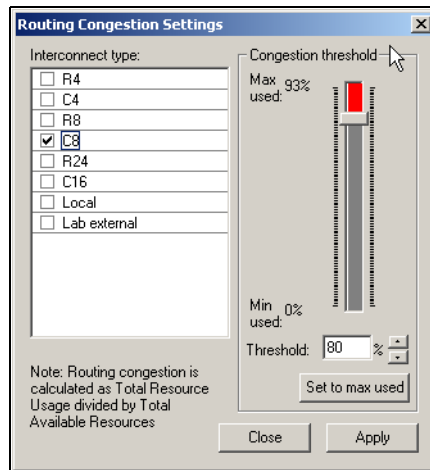 Routing Congestion Settings
Interconnect type:
R4
C4
R8
C8
R24
C16
Local
Lab external
Note: Routing congestion is
calculated as Total Resource
Usage divided by Total
Available Resources
Congestion threshold
Max used: 93%
Min used: 0%
Threshold: 80 %
Set to max used
Close
Apply